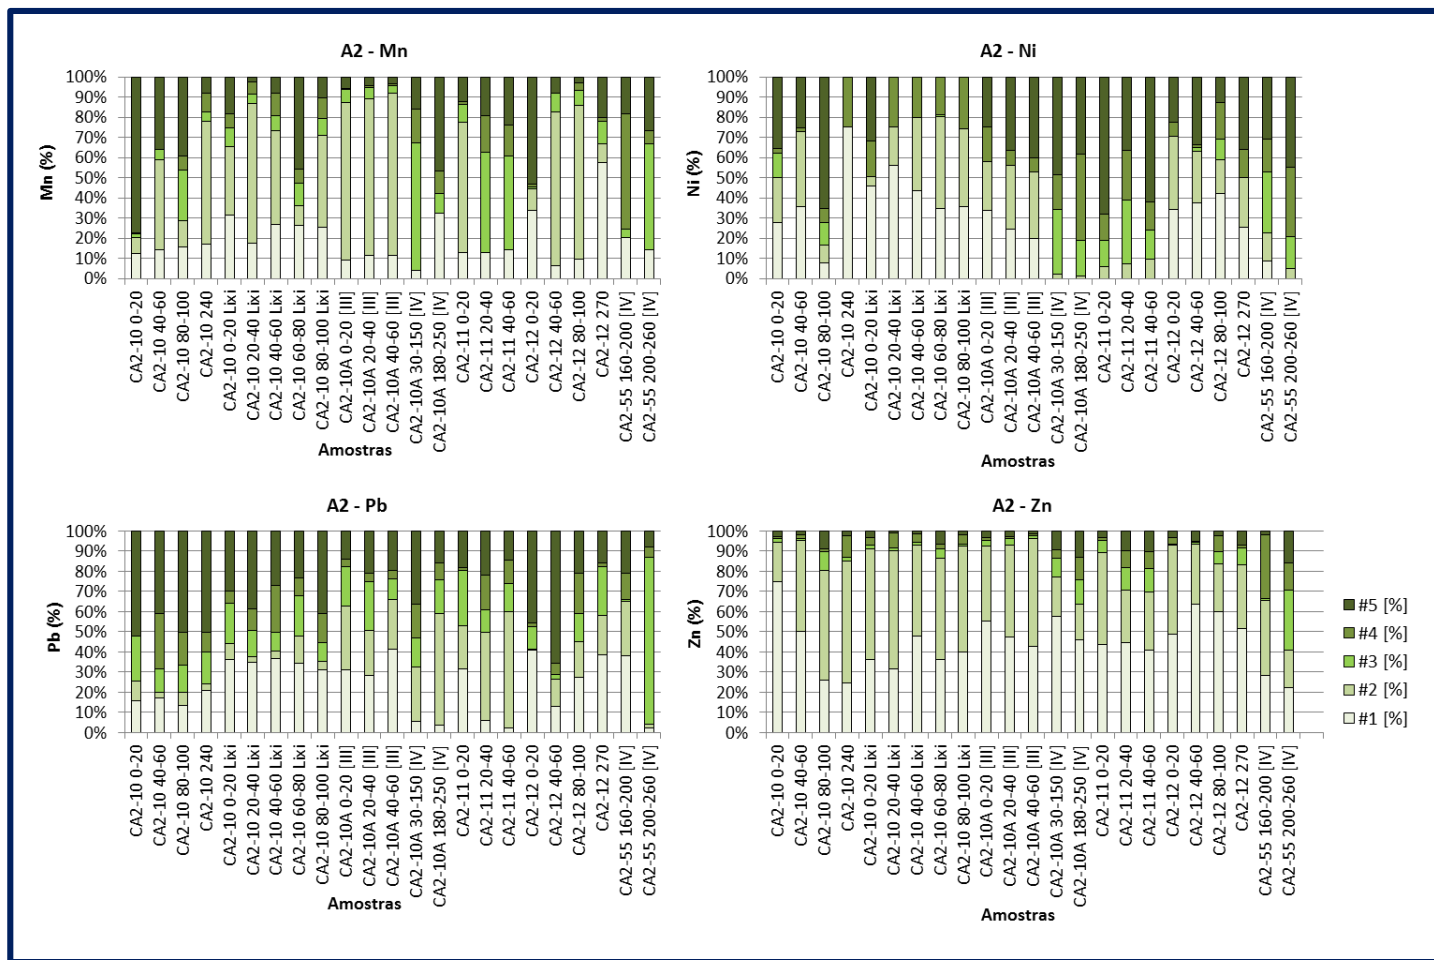 A2 - Mn
Mn (%)
100%
90%
80%
70%
60%
50%
40%
30%
20%
10%
0%
CA2-10 0-20
CA2-10 40-60
CA2-10 80-100
CA2-10 240
CA2-10 0-20 Lixi
CA2-10 20-40 Lixi
CA2-10 40-60 Lixi
CA2-10 60-80 Lixi
CA2-10 80-100 Lixi
CA2-10A 0-20 [III]
CA2-10A 20-40 [III]
CA2-10A 40-60 [III]
CA2-10A 30-150 [IV]
CA2-10A 180-250 [IV]
CA2-11 0-20
CA2-11 20-40
CA2-11 40-60
CA2-12 0-20
CA2-12 40-60
CA2-12 80-100
CA2-12 270
CA2-55 160-200 [IV]
CA2-55 200-260 [IV]
Amostras
A2 - Ni
Ni (%)
100%
90%
80%
70%
60%
50%
40%
30%
20%
10%
0%
CA2-10 0-20
CA2-10 40-60
CA2-10 80-100
CA2-10 240
CA2-10 0-20 Lixi
CA2-10 20-40 Lixi
CA2-10 40-60 Lixi
CA2-10 60-80 Lixi
CA2-10 80-100 Lixi
CA2-10A 0-20 [III]
CA2-10A 20-40 [III]
CA2-10A 40-60 [III]
CA2-10A 30-150 [IV]
CA2-10A 180-250 [IV]
CA2-11 0-20
CA2-11 20-40
CA2-11 40-60
CA2-12 0-20
CA2-12 40-60
CA2-12 80-100
CA2-12 270
CA2-55 160-200 [IV]
CA2-55 200-260 [IV]
Amostras
A2 - Pb
Pb (%)
100%
90%
80%
70%
60%
50%
40%
30%
20%
10%
0%
CA2-10 0-20
CA2-10 40-60
CA2-10 80-100
CA2-10 240
CA2-10 0-20 Lixi
CA2-10 20-40 Lixi
CA2-10 40-60 Lixi
CA2-10 60-80 Lixi
CA2-10 80-100 Lixi
CA2-10A 0-20 [III]
CA2-10A 20-40 [III]
CA2-10A 40-60 [III]
CA2-10A 30-150 [IV]
CA2-10A 180-250 [IV]
CA2-11 0-20
CA2-11 20-40
CA2-11 40-60
CA2-12 0-20
CA2-12 40-60
CA2-12 80-100
CA2-12 270
CA2-55 160-200 [IV]
CA2-55 200-260 [IV]
Amostras
A2 - Zn
Zn (%)
100%
90%
80%
70%
60%
50%
40%
30%
20%
10%
0%
CA2-10 0-20
CA2-10 40-60
CA2-10 80-100
CA2-10 240
CA2-10 0-20 Lixi
CA2-10 20-40 Lixi
CA2-10 40-60 Lixi
CA2-10 60-80 Lixi
CA2-10 80-100 Lixi
CA2-10A 0-20 [III]
CA2-10A 20-40 [III]
CA2-10A 40-60 [III]
CA2-10A 30-150 [IV]
CA2-10A 180-250 [IV]
CA2-11 0-20
CA2-11 20-40
CA2-11 40-60
CA2-12 0-20
CA2-12 40-60
CA2-12 80-100
CA2-12 270
CA2-55 160-200 [IV]
CA2-55 200-260 [IV]
Amostras
#5 [%]
#4 [%]
#3 [%]
#2 [%]
#1 [%]